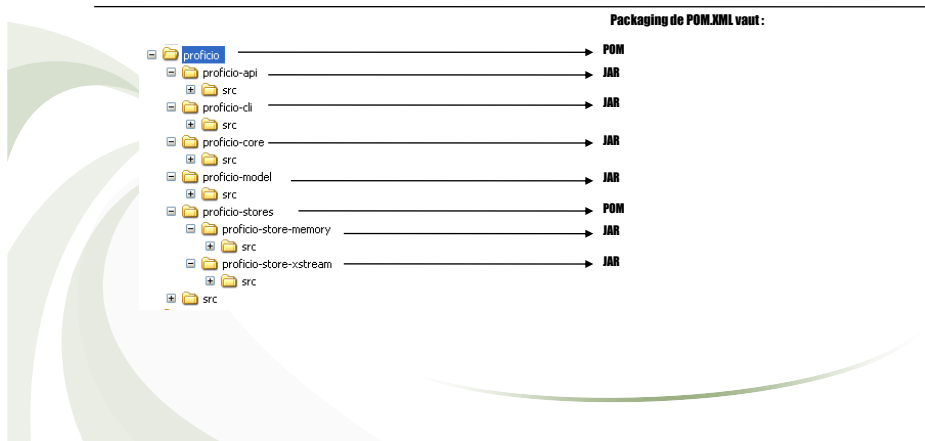 Packaging de POM.XML vaut :
proficio POM
proficio-api JAR
src
proficio-cli JAR
src
proficio-core JAR
src
proficio-model JAR
src
proficio-stores POM
proficio-store-memory JAR
src
proficio-store-xstream JAR
src
src